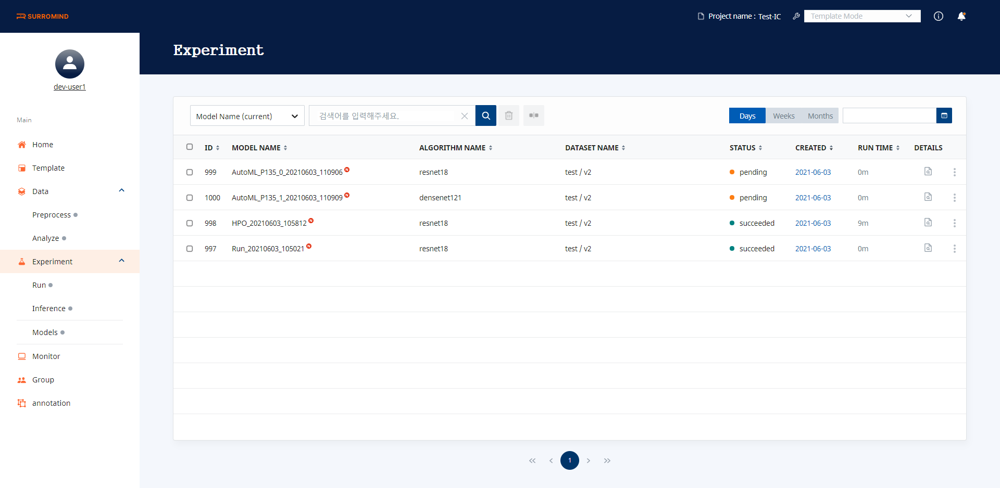 SURROMIND
Project name : Test-IC
Template Mode
dev-user1
Main
Home
Template
Data
Preprocess
Analyze
Experiment
Run
Inference
Models
Monitor
Group
annotation
Experiment
Model Name (current)
검색어를 입력해주세요.
Days Weeks Months
ID MODEL NAME ALGORITHM NAME DATASET NAME STATUS CREATED RUN TIME DETAILS
999 AutoML_P135_0_20210603_110906 N resnet18 test / v2 pending 2021-06-03 0m
1000 AutoML_P135_1_20210603_110909 N densenet121 test / v2 pending 2021-06-03 0m
998 HPO_20210603_105812 N resnet18 test / v2 succeeded 2021-06-03 9m
997 Run_20210603_105021 N resnet18 test / v2 succeeded 2021-06-03 0m
1